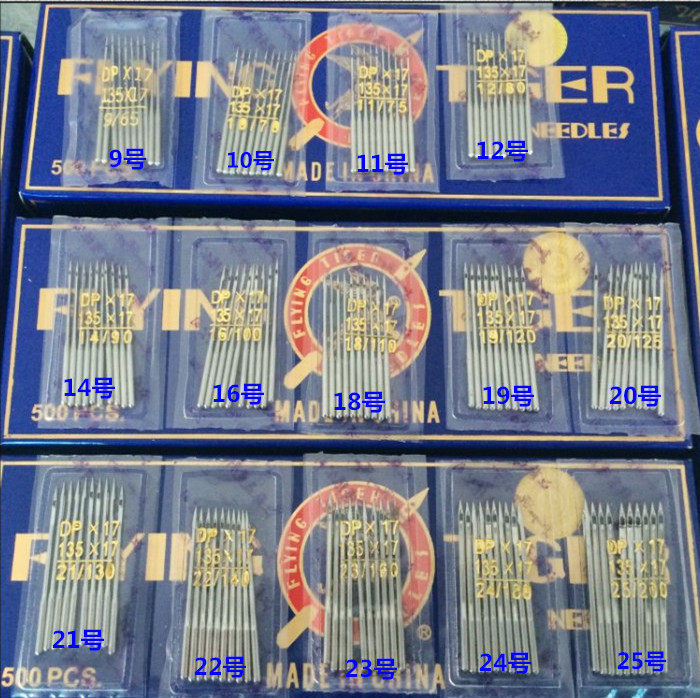 FLYING TIGER
NEEDLES
DP×17
135×17
9/65
9号
DP×17
135×17
10/70
10号
DP×17
135×17
11/75
11号
DP×17
135×17
12/80
12号
500 PCS.
MADE IN CHINA
FLYING TIGER
NEEDLES
DP×17
135×17
14/90
14号
DP×17
135×17
16/100
16号
DP×17
135×17
18/110
18号
DP×17
135×17
19/120
19号
DP×17
135×17
20/125
20号
500 PCS.
MADE IN CHINA
FLYING TIGER
NEEDLES
DP×17
135×17
21/130
21号
DP×17
135×17
22/140
22号
DP×17
135×17
23/160
23号
DP×17
135×17
24/180
24号
DP×17
135×17
25/200
25号
500 PCS.
MADE IN CHINA